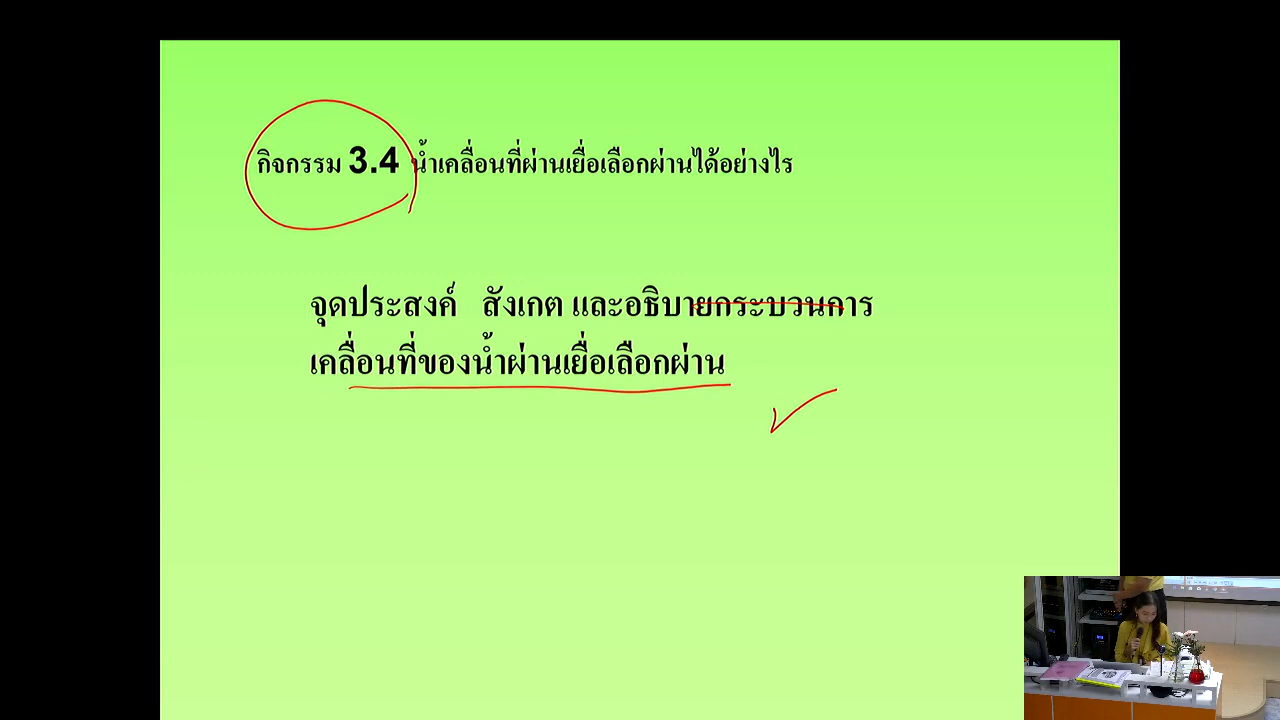 กิจกรรม 3.4 น้ำเคลื่อนที่ผ่านเยื่อเลือกผ่านได้อย่างไร
จุดประสงค์ สังเกต และอธิบายกระบวนการ
เคลื่อนที่ของน้ำผ่านเยื่อเลือกผ่าน